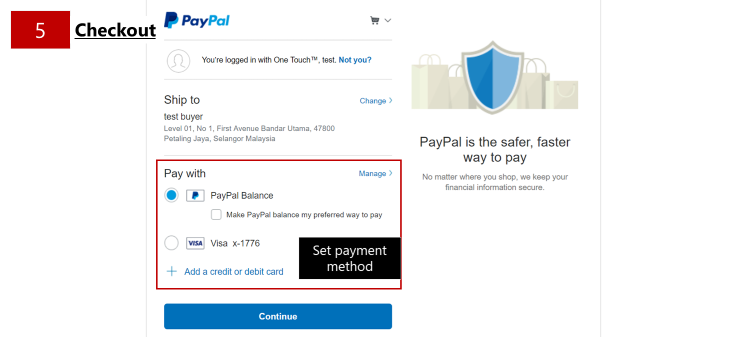 5 Checkout
PayPal
You're logged in with One Touch™, test. Not you?
Ship to Change
test buyer
Level 01, No 1, First Avenue Bandar Utama, 47800
Petaling Jaya, Selangor Malaysia
Pay with Manage
PayPal Balance
Make PayPal balance my preferred way to pay
VISA Visa x-1776
Add a credit or debit card
Set payment
method
Continue
PayPal is the safer, faster
way to pay
No matter where you shop, we keep your
financial information secure.